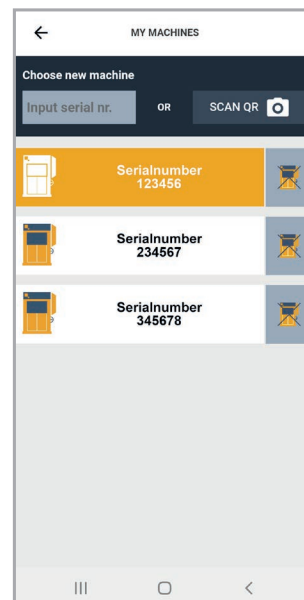 MY MACHINES
Choose new machine
Input serial nr.
OR
SCAN QR
Serialnumber
123456
Serialnumber
234567
Serialnumber
345678